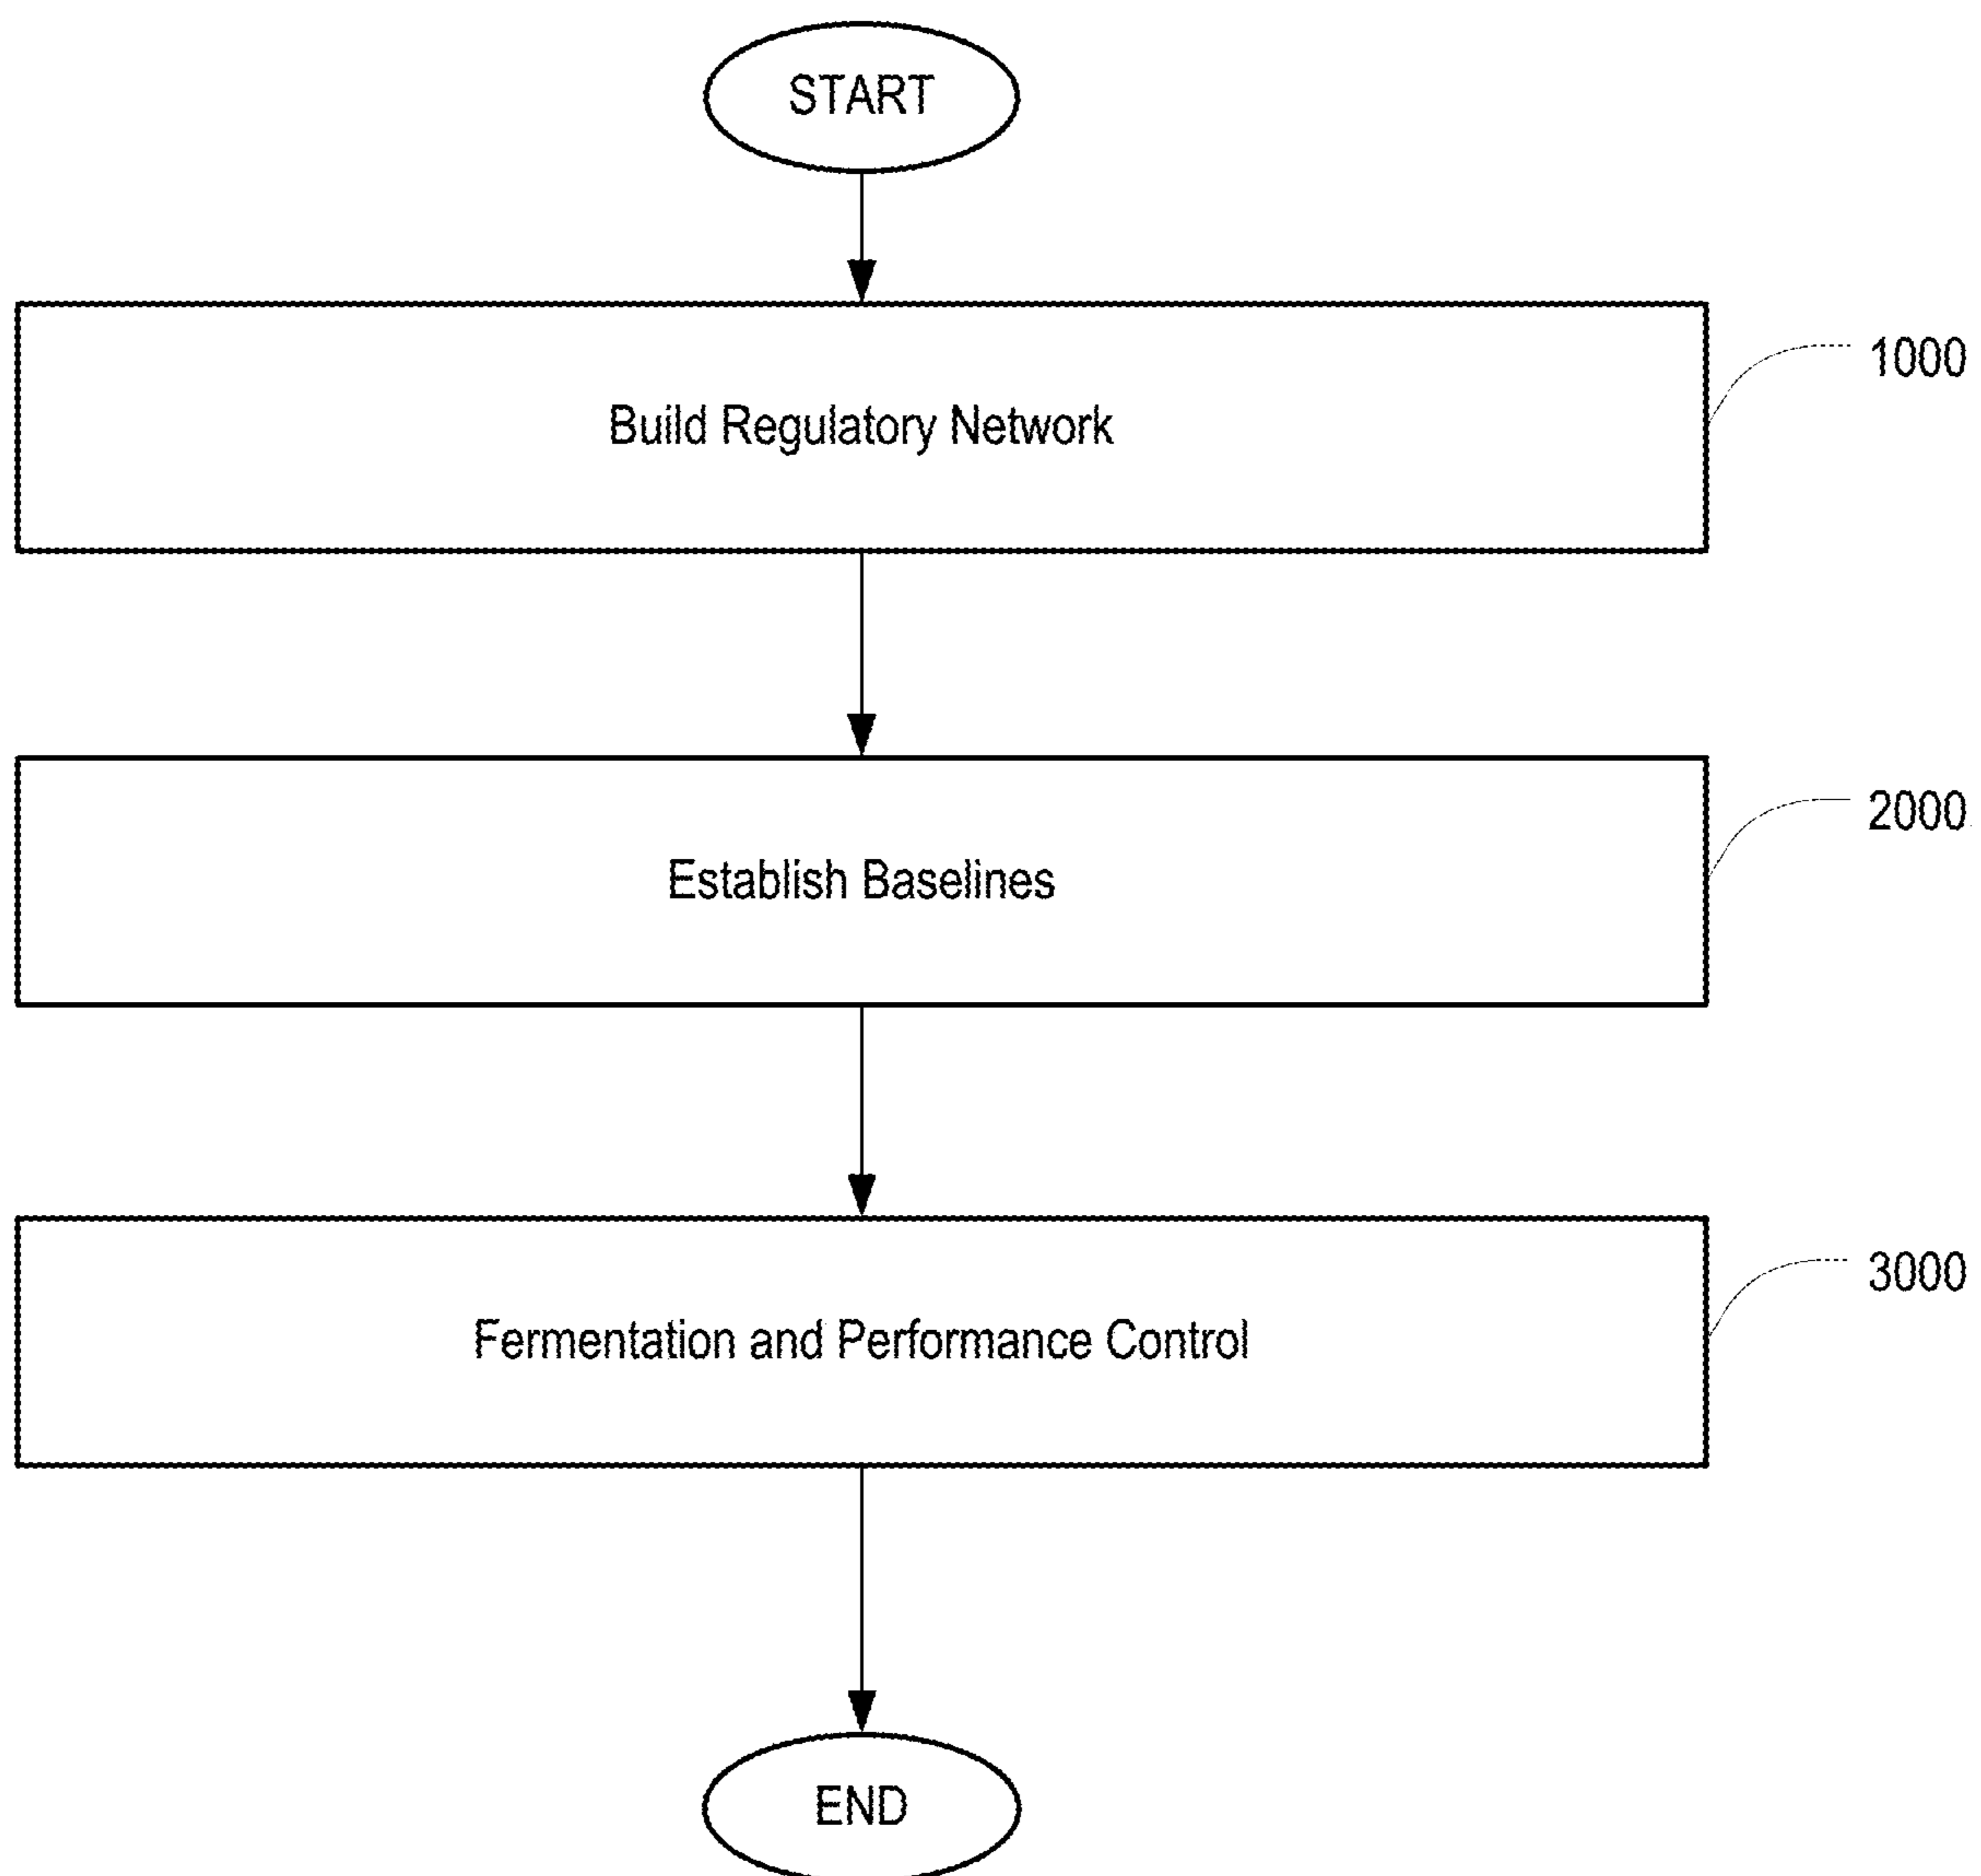 START
Build Regulatory Network
1000
Establish Baselines
2000
Fermentation and Performance Control
3000
END